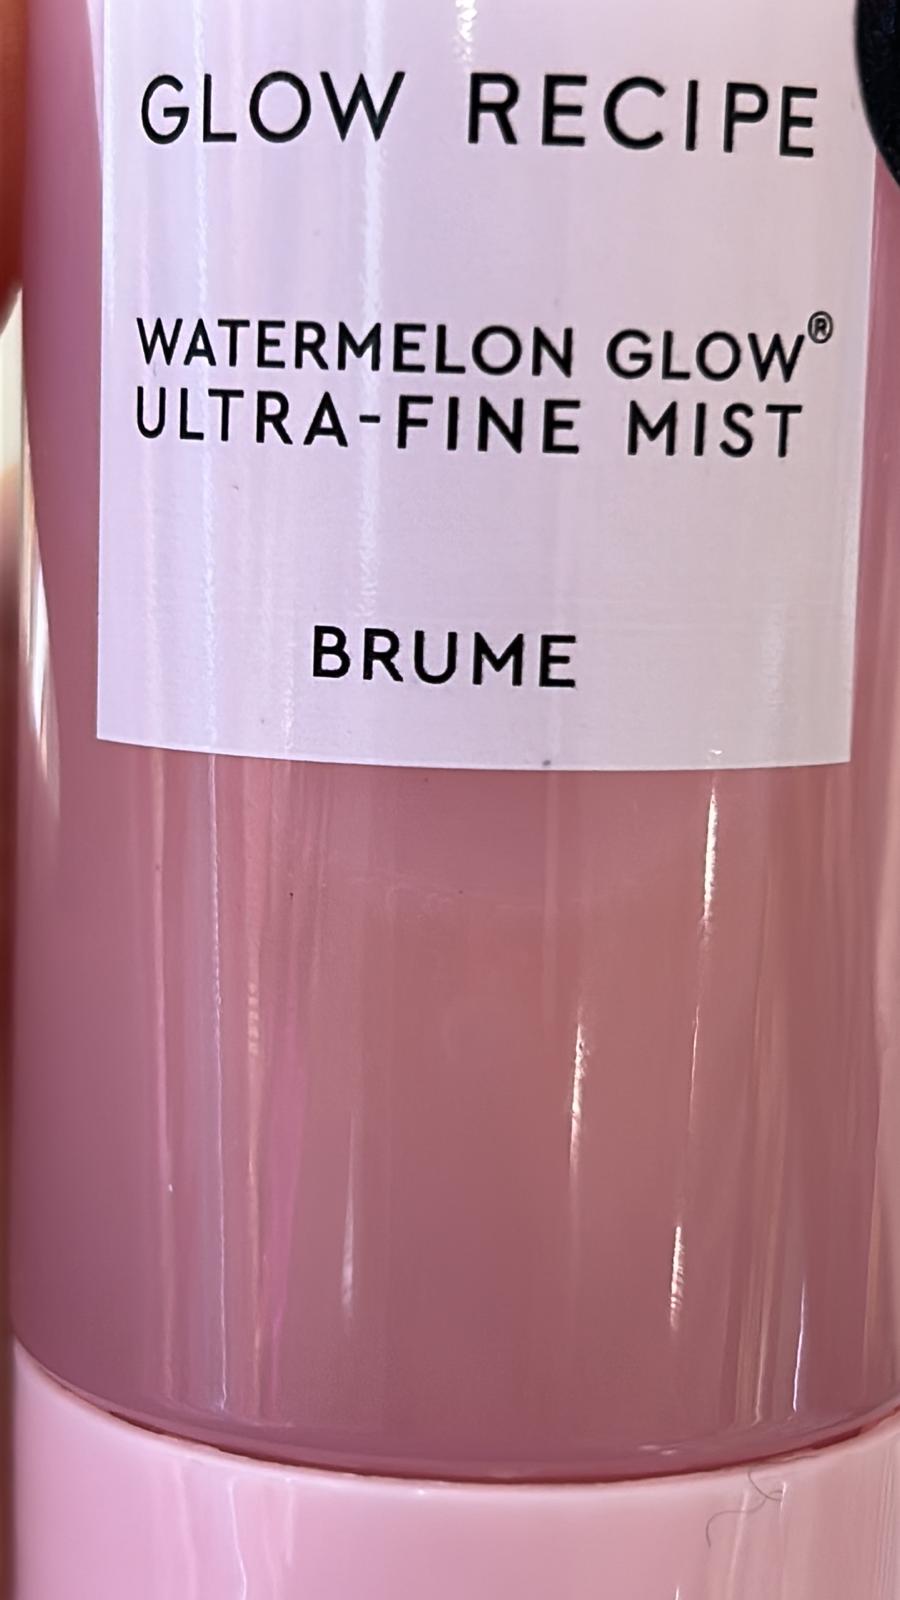 GLOW RECIPE
WATERMELON GLOW®
ULTRA-FINE MIST
BRUME